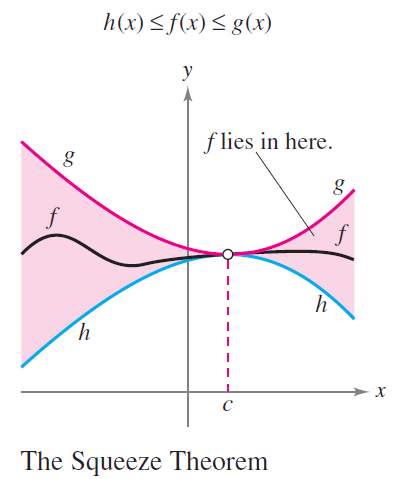 h(x) ≤ f(x) ≤ g(x)
y
f lies in here.
g
g
f
f
h
h
x
c
The Squeeze Theorem